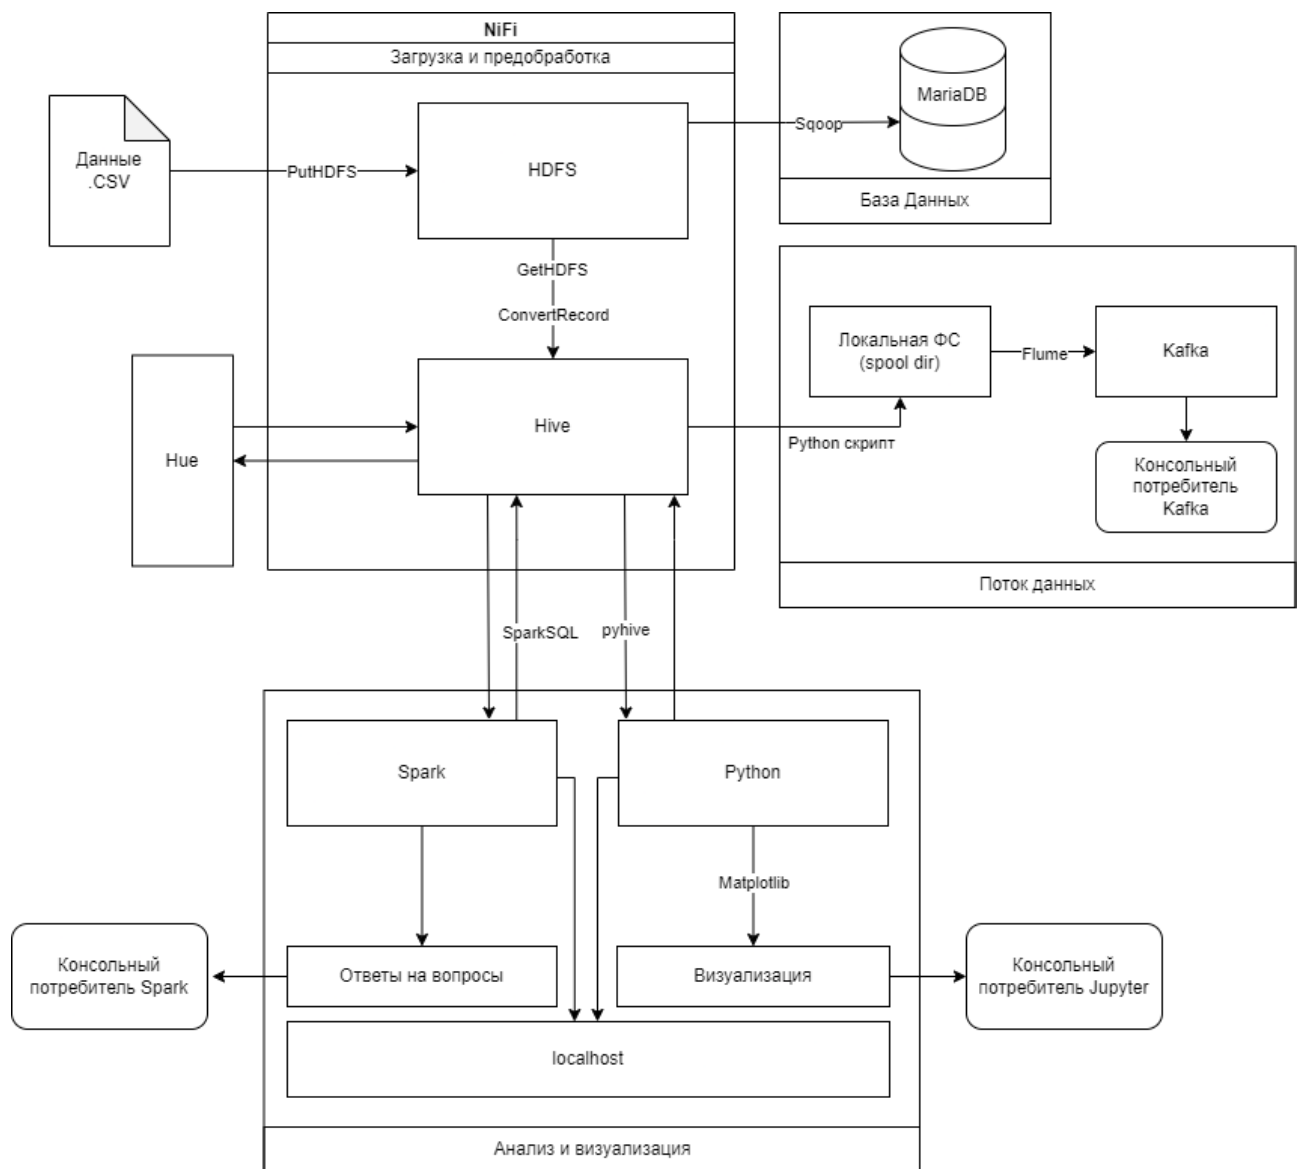 NiFi
Загрузка и предобработка
MariaDB
Sqoop
База Данных
Данные
.CSV
PutHDFS
HDFS
GetHDFS
ConvertRecord
Локальная ФС
(spool dir)
Flume
Kafka
Hue
Hive
Python скрипт
Консольный
потребитель
Kafka
Поток данных
SparkSQL
pyhive
Spark
Python
Matplotlib
Консольный
потребитель Spark
Ответы на вопросы
Визуализация
Консольный
потребитель Jupyter
localhost
Анализ и визуализация